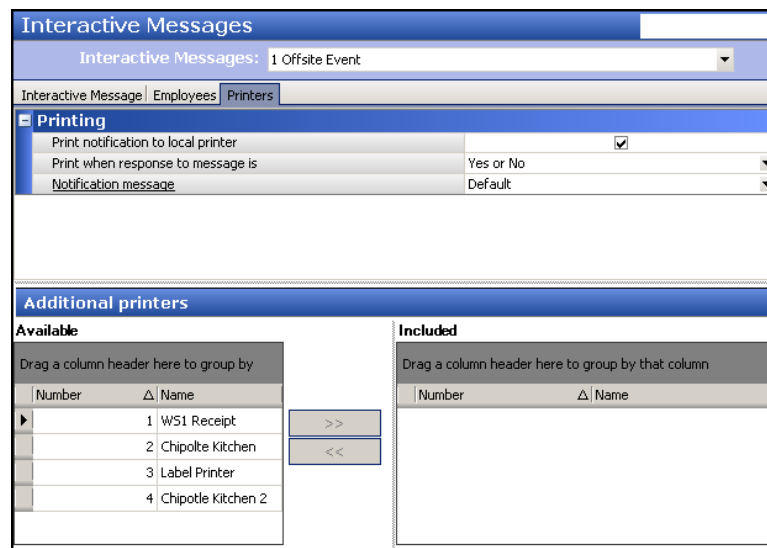 Interactive Messages
Interactive Messages: 1 Offsite Event
Interactive Message Employees Printers
Printing
Print notification to local printer
Print when response to message is Yes or No
Notification message Default
Additional printers
Available Included
Drag a column header here to group by Drag a column header here to group by that column
Number Name Number Name
1 WS1 Receipt
>>
2 Chipolte Kitchen
<<
3 Label Printer
4 Chipotle Kitchen 2